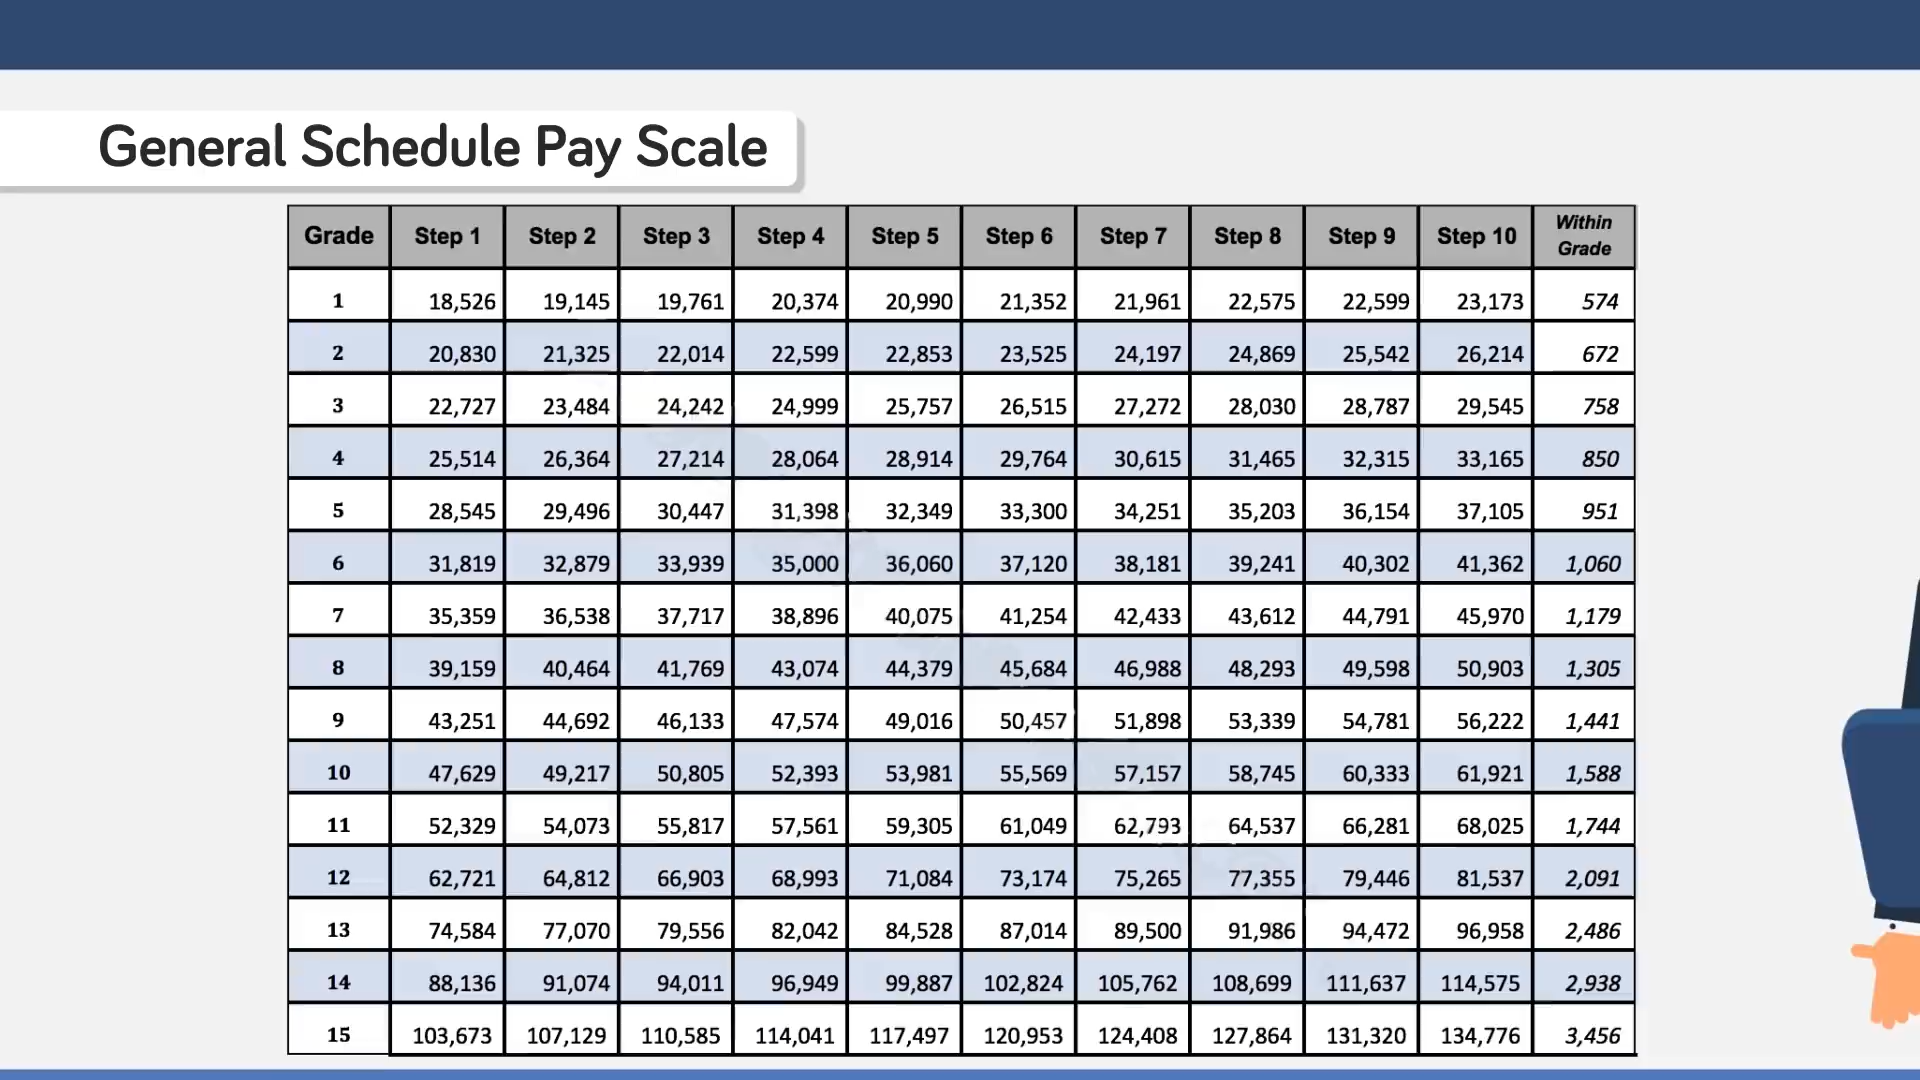 General Schedule Pay Scale
Grade Step 1 Step 2 Step 3 Step 4 Step 5 Step 6 Step 7 Step 8 Step 9 Step 10 Within Grade
1 18,526 19,145 19,761 20,374 20,990 21,352 21,961 22,575 22,599 23,173 574
2 20,830 21,325 22,014 22,599 22,853 23,525 24,197 24,869 25,542 26,214 672
3 22,727 23,484 24,242 24,999 25,757 26,515 27,272 28,030 28,787 29,545 758
4 25,514 26,364 27,214 28,064 28,914 29,764 30,615 31,465 32,315 33,165 850
5 28,545 29,496 30,447 31,398 32,349 33,300 34,251 35,203 36,154 37,105 951
6 31,819 32,879 33,939 35,000 36,060 37,120 38,181 39,241 40,302 41,362 1,060
7 35,359 36,538 37,717 38,896 40,075 41,254 42,433 43,612 44,791 45,970 1,179
8 39,159 40,464 41,769 43,074 44,379 45,684 46,988 48,293 49,598 50,903 1,305
9 43,251 44,692 46,133 47,574 49,016 50,457 51,898 53,339 54,781 56,222 1,441
10 47,629 49,217 50,805 52,393 53,981 55,569 57,157 58,745 60,333 61,921 1,588
11 52,329 54,073 55,817 57,561 59,305 61,049 62,793 64,537 66,281 68,025 1,744
12 62,721 64,812 66,903 68,993 71,084 73,174 75,265 77,355 79,446 81,537 2,091
13 74,584 77,070 79,556 82,042 84,528 87,014 89,500 91,986 94,472 96,958 2,486
14 88,136 91,074 94,011 96,949 99,887 102,824 105,762 108,699 111,637 114,575 2,938
15 103,673 107,129 110,585 114,041 117,497 120,953 124,408 127,864 131,320 134,776 3,456